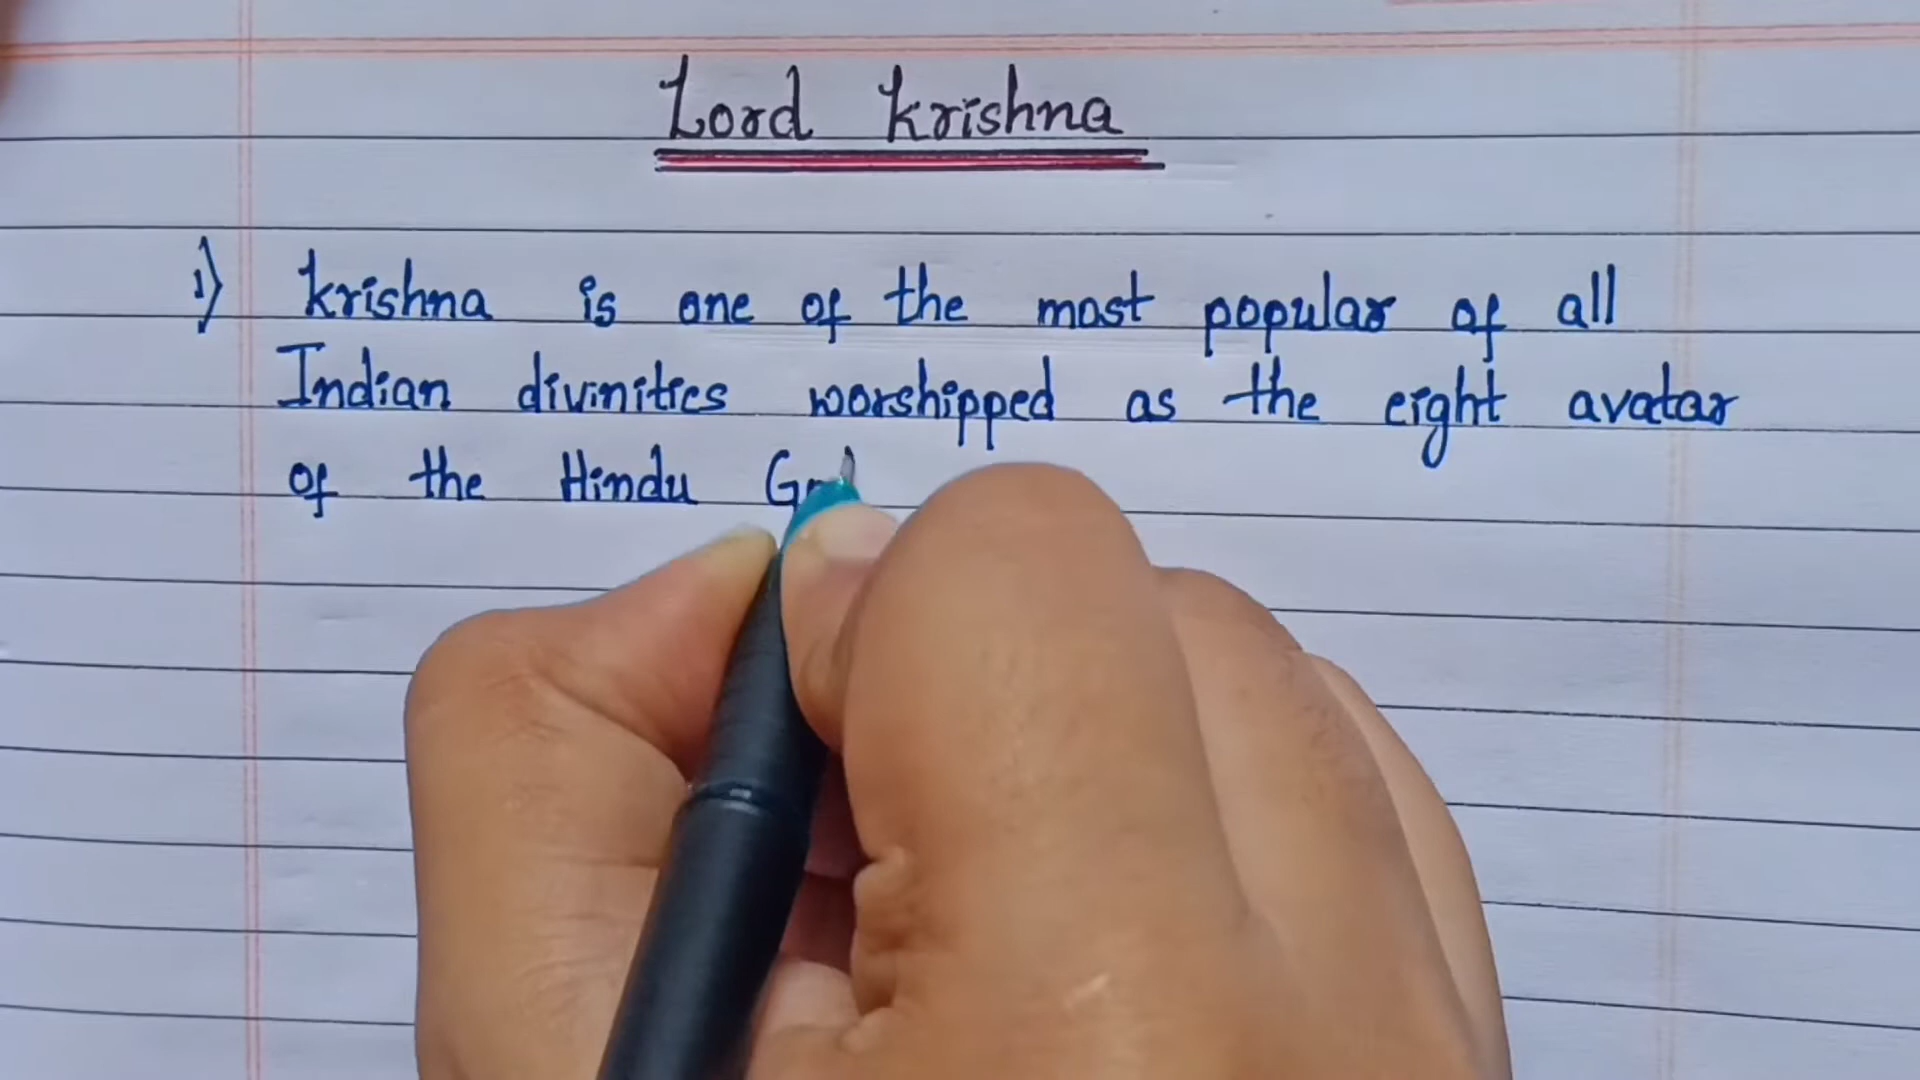 Lord Krishna
1) Krishna is one of the most popular of all
Indian divinities worshipped as the eight avatar
of the Hindu